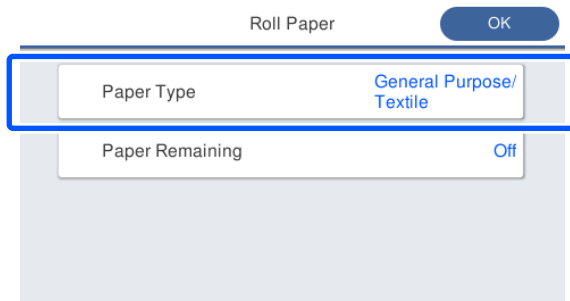 Roll Paper
OK
Paper Type
General Purpose/
Textile
Paper Remaining
Off